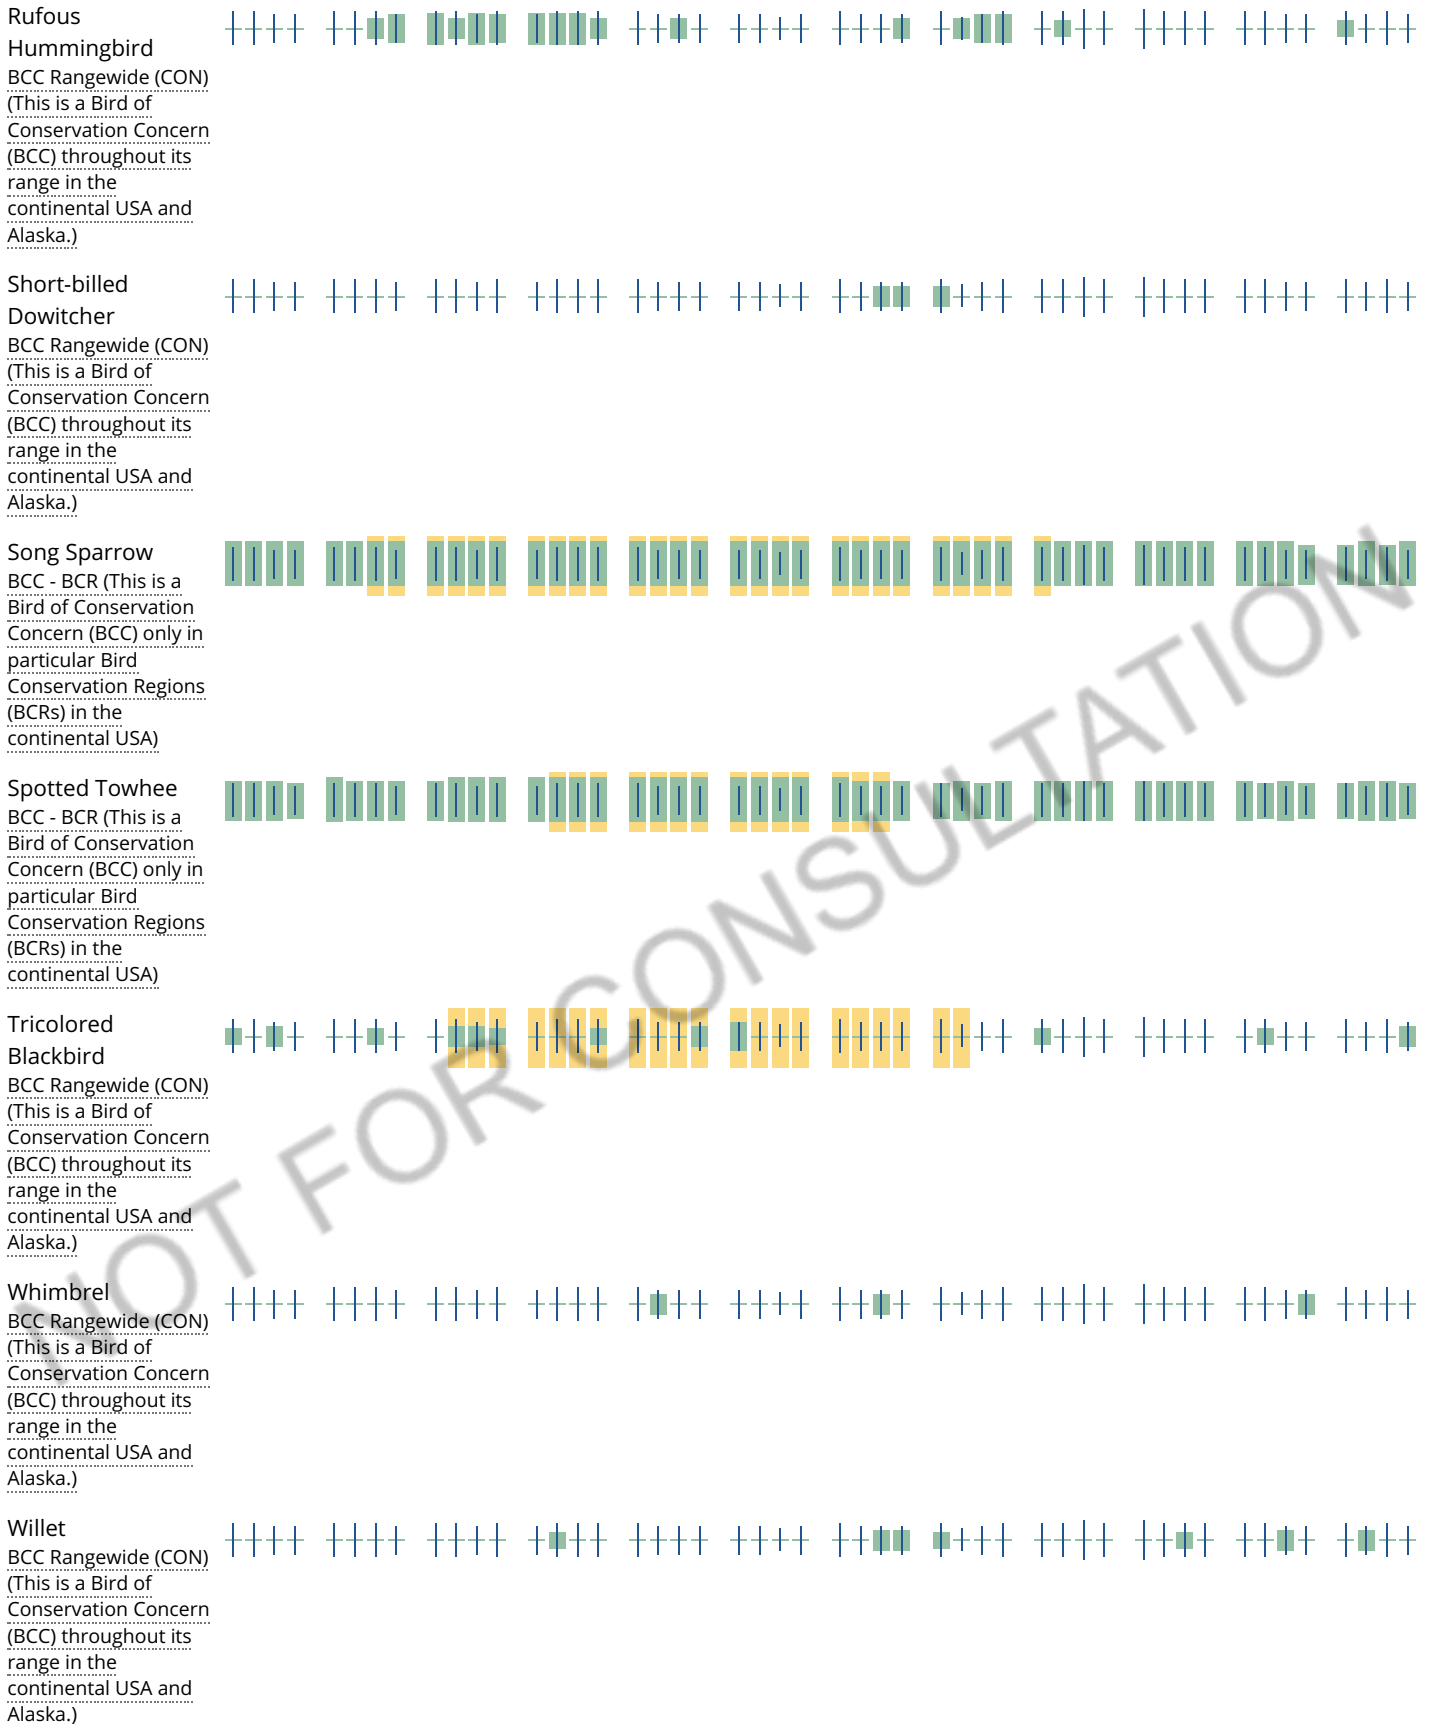 Rufous
Hummingbird
BCC Rangewide (CON)
(This is a Bird of
Conservation Concern
(BCC) throughout its
range in the
continental USA and
Alaska.)
Short-billed
Dowitcher
BCC Rangewide (CON)
(This is a Bird of
Conservation Concern
(BCC) throughout its
range in the
continental USA and
Alaska.)
Song Sparrow
BCC - BCR (This is a
Bird of Conservation
Concern (BCC) only in
particular Bird
Conservation Regions
(BCRs) in the
continental USA)
Spotted Towhee
BCC - BCR (This is a
Bird of Conservation
Concern (BCC) only in
particular Bird
Conservation Regions
(BCRs) in the
continental USA)
Tricolored
Blackbird
BCC Rangewide (CON)
(This is a Bird of
Conservation Concern
(BCC) throughout its
range in the
continental USA and
Alaska.)
Whimbrel
BCC Rangewide (CON)
(This is a Bird of
Conservation Concern
(BCC) throughout its
range in the
continental USA and
Alaska.)
Willet
BCC Rangewide (CON)
(This is a Bird of
Conservation Concern
(BCC) throughout its
range in the
continental USA and
Alaska.)
NOT FOR CONSULTATION